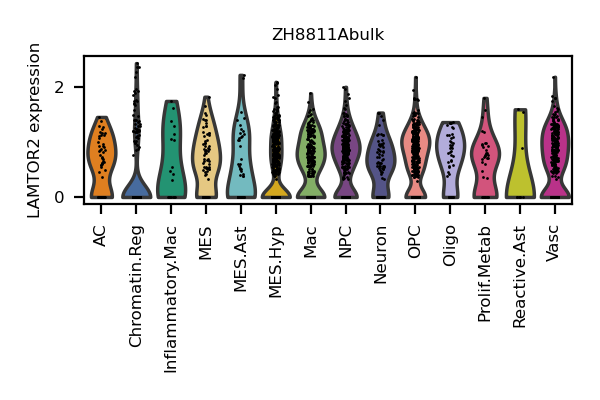 ZH8811Abulk
LAMTOR2 expression
2
0
AC
Chromatin.Reg
Inflammatory.Mac
MES
MES.Ast
MES.Hyp
Mac
NPC
Neuron
OPC
Oligo
Prolif.Metab
Reactive.Ast
Vasc